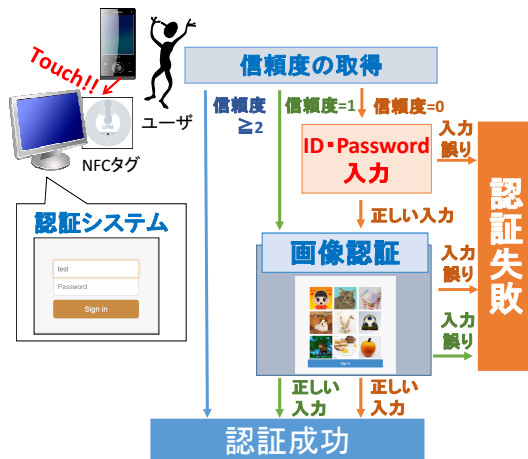 Touch!!
ユーザ
NFCタグ
認証システム
test
Password
Sign in
信頼度の取得
信頼度
≧2
信頼度=1
信頼度=0
ID・Password
入力
入力
誤り
正しい入力
画像認証
Sign in
入力
誤り
入力
誤り
認証失敗
正しい
入力
正しい
入力
認証成功